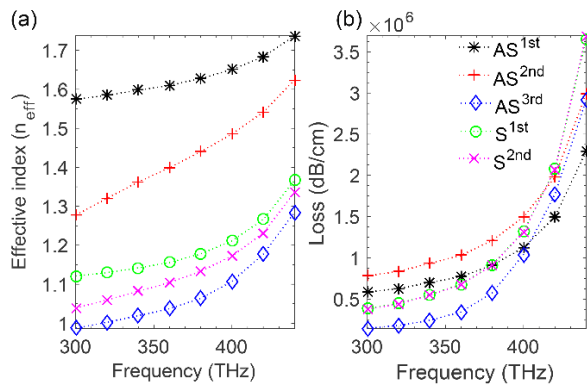 (a)
1.7
1.6
1.5
1.4
1.3
1.2
1.1
1
Effective index (n_eff)
300
350
400
Frequency (THz)
(b)
×10^6
3.5
3
2.5
2
1.5
1
0.5
Loss (dB/cm)
AS^1st
AS^2nd
AS^3rd
S^1st
S^2nd
300
350
400
Frequency (THz)